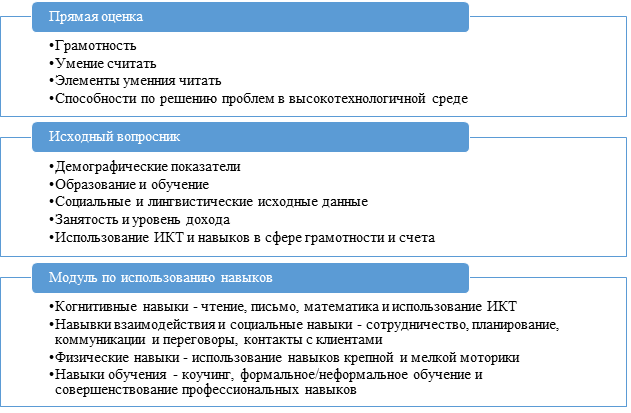 Прямая оценка
•Грамотность
•Умение считать
•Элементы умения читать
•Способности по решению проблем в высокотехнологичной среде
Исходный вопросник
•Демографические показатели
•Образование и обучение
•Социальные и лингвистические исходные данные
•Занятость и уровень дохода
•Использование ИКТ и навыков в сфере грамотности и счета
Модуль по использованию навыков
•Когнитивные навыки - чтение, письмо, математика и использование ИКТ
•Навывки взаимодействия и социальные навыки - сотрудничество, планирование,
коммуникации и переговоры, контакты с клиентами
•Физические навыки - использование навыков крепной и мелкой моторики
•Навыки обучения - коучинг, формальное/неформальное обучение и
совершенствование профессиональных навыков